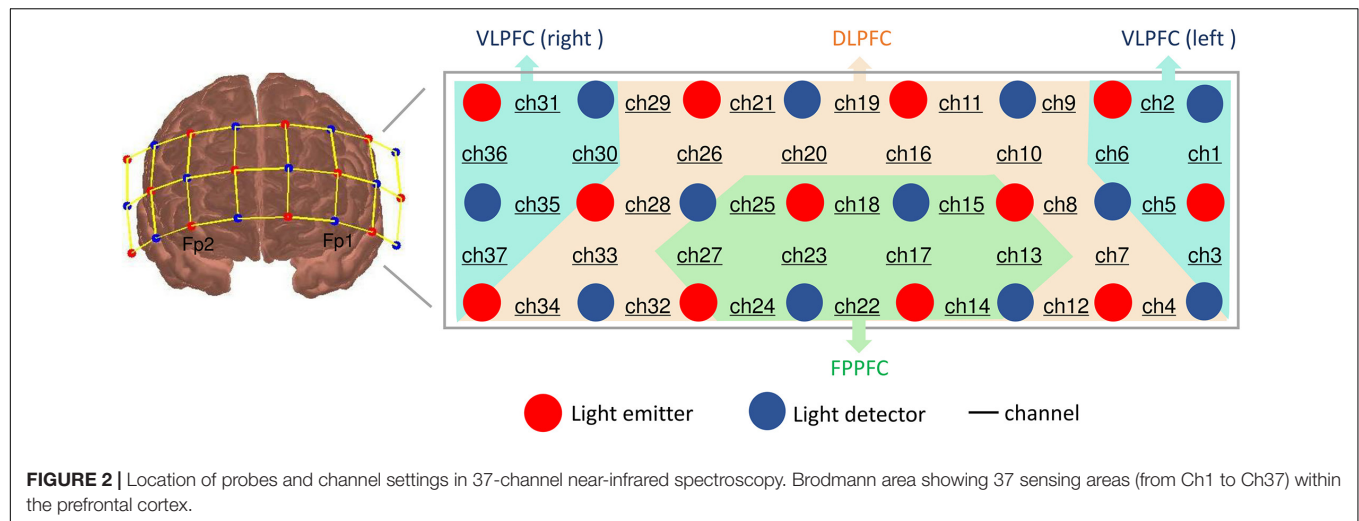 VLPFC (right ) DLPFC VLPFC (left )
ch31 ch29 ch21 ch19 ch11 ch9 ch2
ch36 ch30 ch26 ch20 ch16 ch10 ch6 ch1
ch35 ch28 ch25 ch18 ch15 ch8 ch5
Fp2 Fp1
ch37 ch33 ch27 ch23 ch17 ch13 ch7 ch3
ch34 ch32 ch24 ch22 ch14 ch12 ch4
FPPFC
Light emitter Light detector channel
FIGURE 2 | Location of probes and channel settings in 37-channel near-infrared spectroscopy. Brodmann area showing 37 sensing areas (from Ch1 to Ch37) within
the prefrontal cortex.